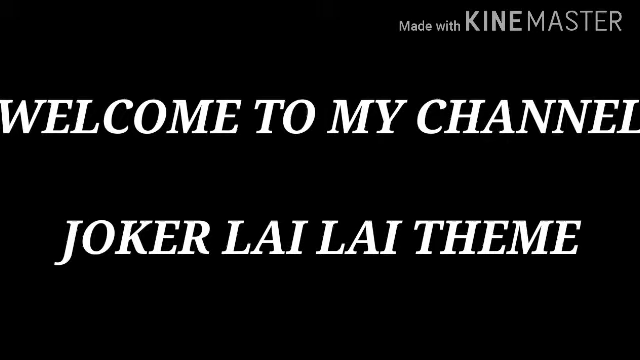 Made with KINEMASTER
WELCOME TO MY CHANNEL
JOKER LAI LAI THEME